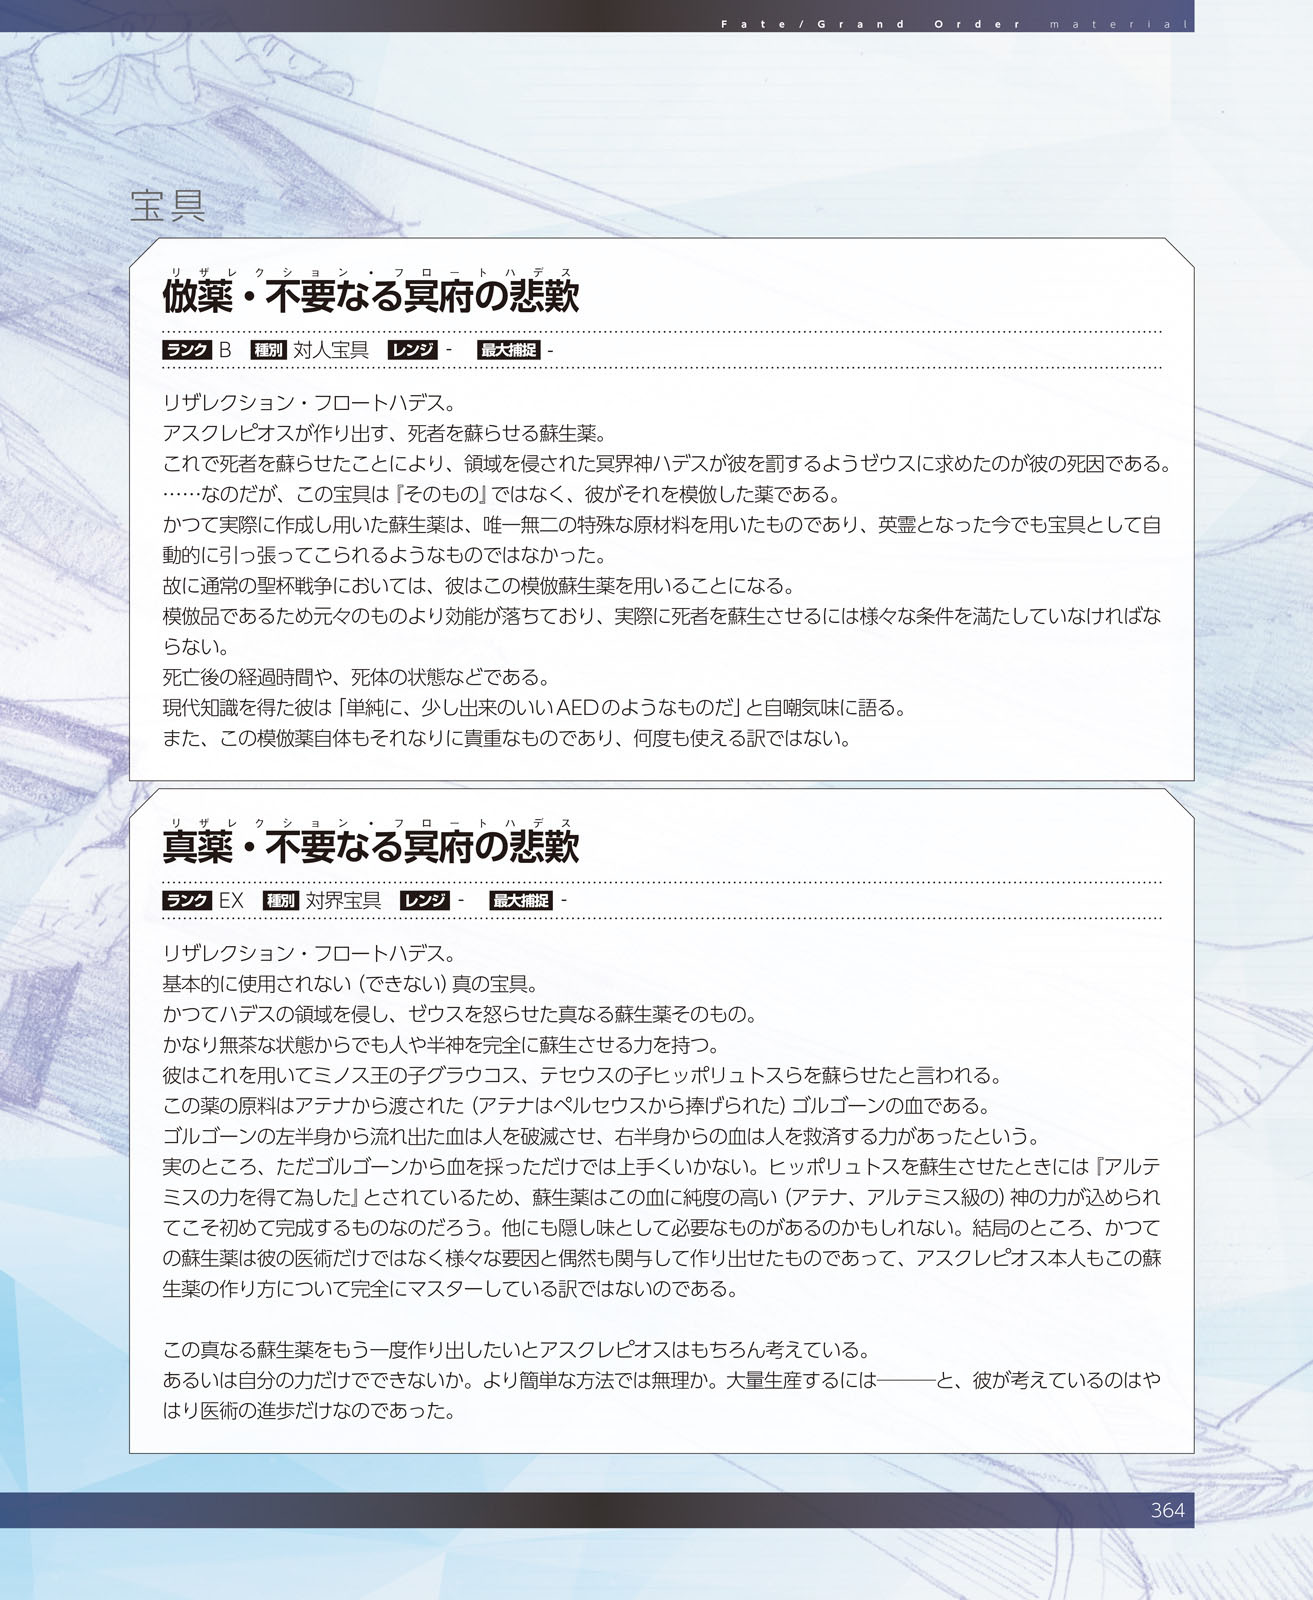 Fate/Grand Order material
宝具
リザレクション・フロートハデス
倣薬・不要なる冥府の悲歎
ランク B 種別 対人宝具 レンジ - 最大捕捉 -
リザレクション・フロートハデス。
アスクレピオスが作り出す、死者を蘇らせる蘇生薬。
これで死者を蘇らせたことにより、領域を侵された冥界神ハデスが彼を罰するようゼウスに求めたのが彼の死因である。
……なのだが、この宝具は『そのもの』ではなく、彼がそれを模倣した薬である。
かつて実際に作成し用いた蘇生薬は、唯一無二の特殊な原材料を用いたものであり、英霊となった今でも宝具として自
動的に引っ張ってこられるようなものではなかった。
故に通常の聖杯戦争においては、彼はこの模倣蘇生薬を用いることになる。
模倣品であるため元々のものより効能が落ちており、実際に死者を蘇生させるには様々な条件を満たしていなければな
らない。
死亡後の経過時間や、死体の状態などである。
現代知識を得た彼は「単純に、少し出来のいいAEDのようなものだ」と自嘲気味に語る。
また、この模倣薬自体もそれなりに貴重なものであり、何度も使える訳ではない。
リザレクション・フロートハデス
真薬・不要なる冥府の悲歎
ランク EX 種別 対界宝具 レンジ - 最大捕捉 -
リザレクション・フロートハデス。
基本的に使用されない（できない）真の宝具。
かつてハデスの領域を侵し、ゼウスを怒らせた真なる蘇生薬そのもの。
かなり無茶な状態からでも人や半神を完全に蘇生させる力を持つ。
彼はこれを用いてミノス王の子グラウコス、テセウスの子ヒッポリュトスらを蘇らせたと言われる。
この薬の原料はアテナから渡された（アテナはペルセウスから捧げられた）ゴルゴーンの血である。
ゴルゴーンの左半身から流れ出た血は人を破滅させ、右半身からの血は人を救済する力があったという。
実のところ、ただゴルゴーンから血を採っただけでは上手くいかない。ヒッポリュトスを蘇生させたときには『アルテ
ミスの力を得て為した』とされているため、蘇生薬はこの血に純度の高い（アテナ、アルテミス級の）神の力が込められ
てこそ初めて完成するものなのだろう。他にも隠し味として必要なものがあるのかもしれない。結局のところ、かつて
の蘇生薬は彼の医術だけではなく様々な要因と偶然も関与して作り出せたものであって、アスクレピオス本人もこの蘇
生薬の作り方について完全にマスターしている訳ではないのである。
この真なる蘇生薬をもう一度作り出したいとアスクレピオスはもちろん考えている。
あるいは自分の力だけでできないか。より簡単な方法では無理か。大量生産するには―――と、彼が考えているのはや
はり医術の進歩だけなのであった。
364